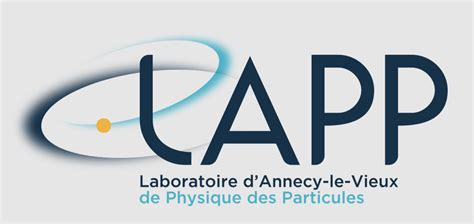 LAPP
Laboratoire d'Annecy-le-Vieux
de Physique des Particules